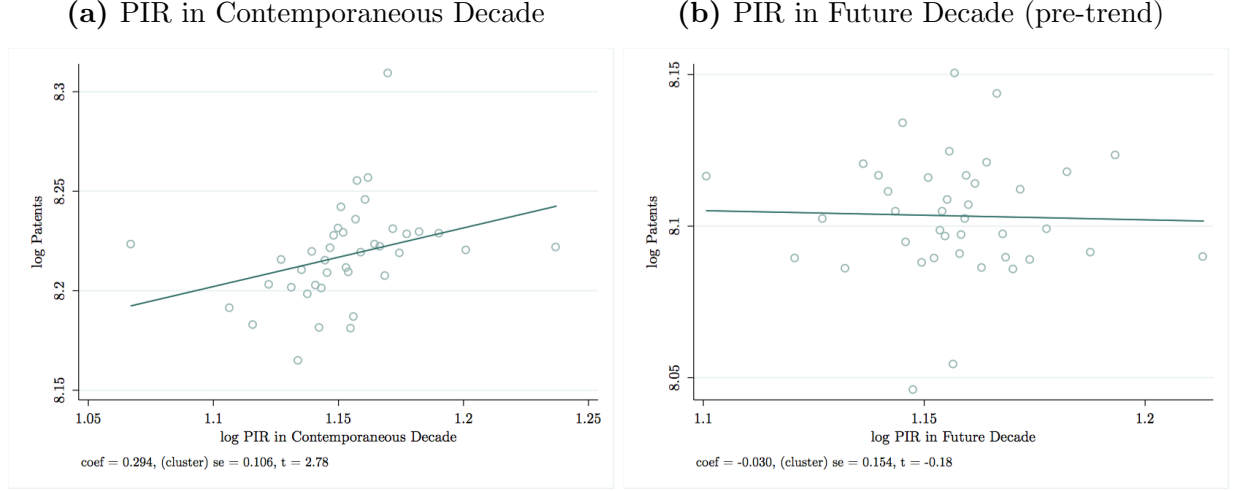 (a) PIR in Contemporaneous Decade
8.3
8.25
8.2
8.15
log Patents
1.05 1.1 1.15 1.2 1.25
log PIR in Contemporaneous Decade
coef = 0.294, (cluster) se = 0.106, t = 2.78
(b) PIR in Future Decade (pre-trend)
8.15
8.1
8.05
log Patents
1.1 1.15 1.2
log PIR in Future Decade
coef = -0.030, (cluster) se = 0.154, t = -0.18